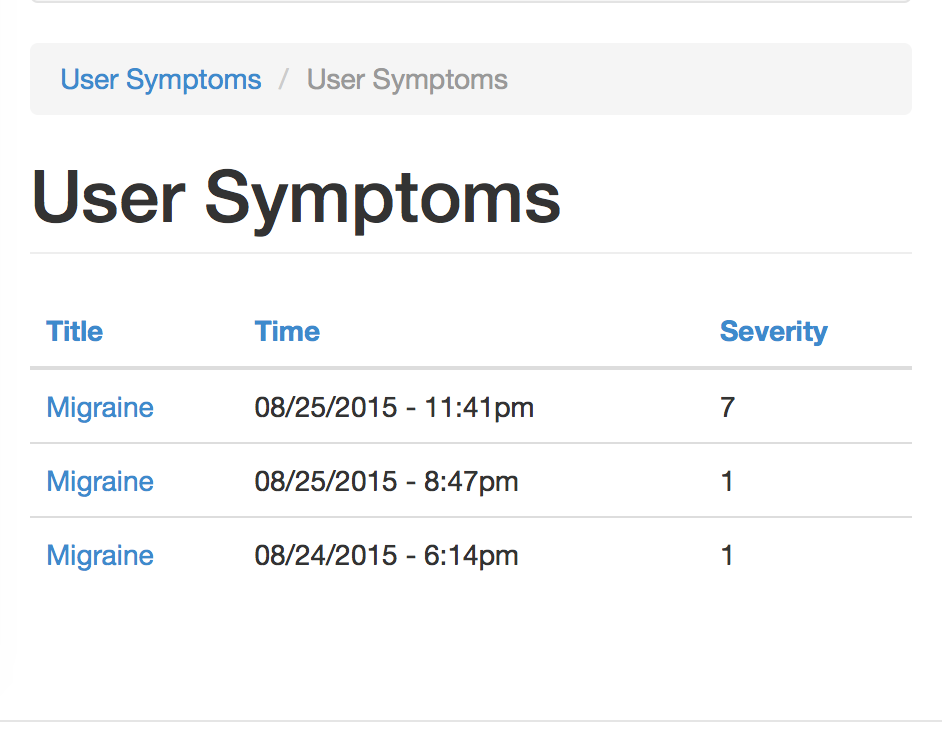 User Symptoms / User Symptoms
User Symptoms
Title Time Severity
Migraine 08/25/2015 - 11:41pm 7
Migraine 08/25/2015 - 8:47pm 1
Migraine 08/24/2015 - 6:14pm 1